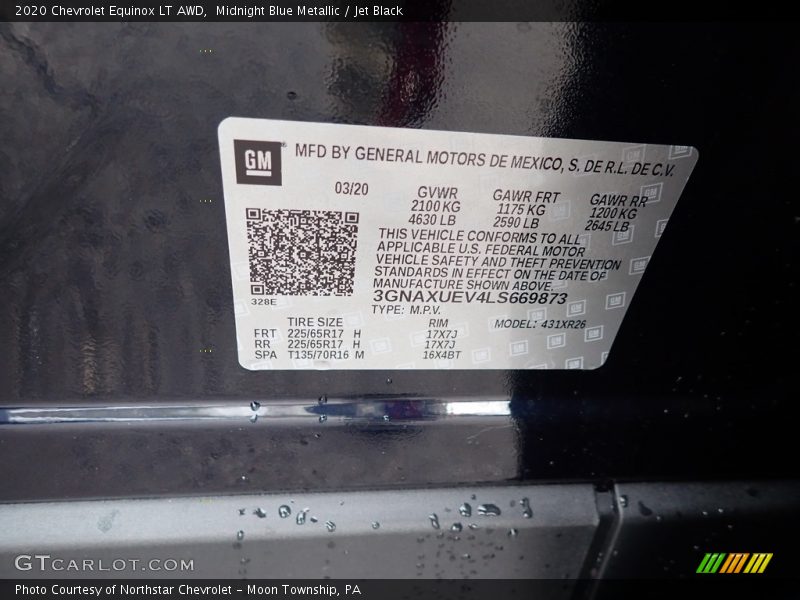 2020 Chevrolet Equinox LT AWD,  Midnight Blue Metallic / Jet Black
GM MFD BY GENERAL MOTORS DE MEXICO, S. DE R.L. DE C.V.
03/20 GVWR GAWR FRT GAWR RR
2100 KG 1175 KG 1200 KG
4630 LB 2590 LB 2645 LB
THIS VEHICLE CONFORMS TO ALL
APPLICABLE U.S. FEDERAL MOTOR
VEHICLE SAFETY AND THEFT PREVENTION
STANDARDS IN EFFECT ON THE DATE OF
MANUFACTURE SHOWN ABOVE.
3GNAXUEV4LS669873
328E
TYPE: M.P.V.
TIRE SIZE RIM MODEL: 431XR26
FRT 225/65R17 H 17X7J
RR 225/65R17 H 17X7J
SPA T135/70R16 M 16X4BT
GTCARLOT.COM
Photo Courtesy of Northstar Chevrolet - Moon Township, PA